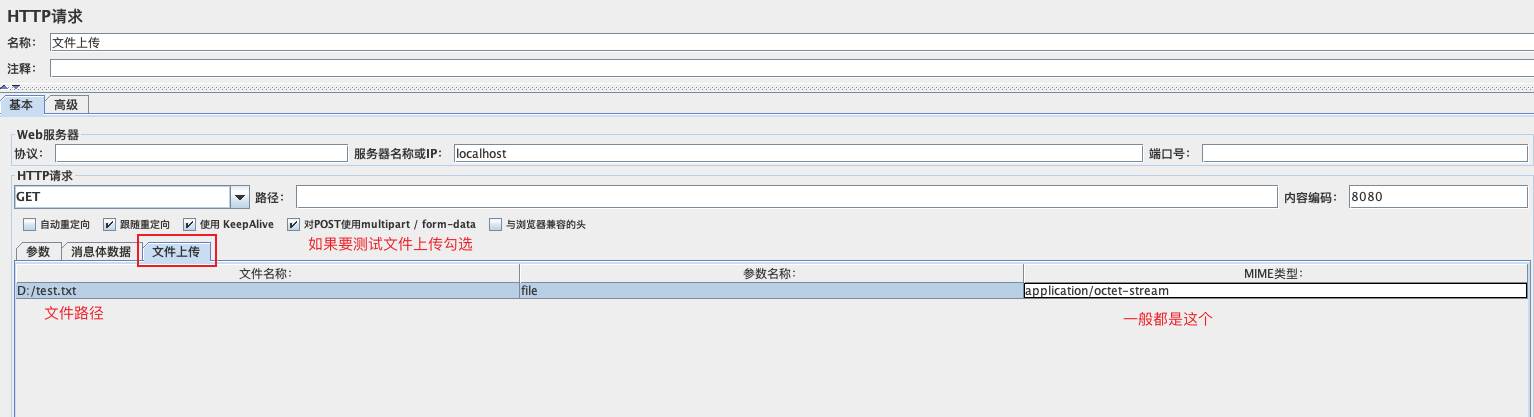 HTTP请求
名称： 文件上传
注释：
基本 高级
Web服务器
协议： 服务器名称或IP： localhost 端口号：
HTTP请求
GET 路径： 内容编码： 8080
自动重定向 跟随重定向 使用 KeepAlive 对POST使用multipart / form-data 与浏览器兼容的头
如果要测试文件上传勾选
参数 消息体数据 文件上传
文件名称： 参数名称： MIME类型：
D:/test.txt file application/octet-stream
文件路径 一般都是这个